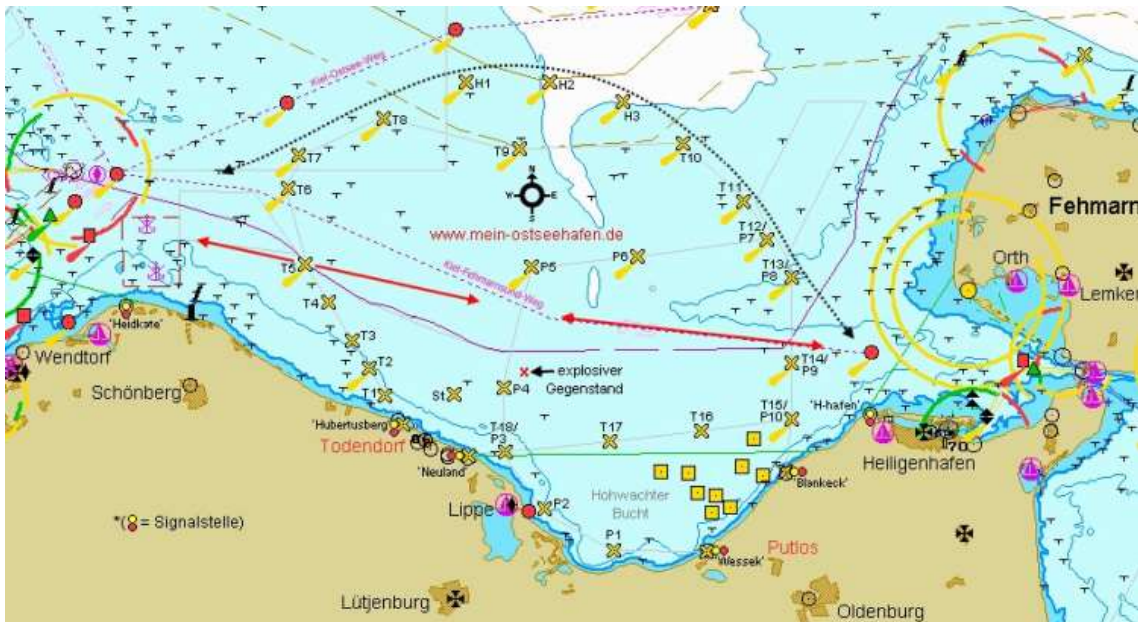 Kiel-Ostsee-Weg
H1
H2
H3
T8
T9
T10
T7
T6
N
W
E
S
T11
Fehmarn
www.mein-ostseehafen.de
T12/
P7
P6
Orth
T5
P5
T13/
P8
Lemken
Kiel-Fehmarnsund-Weg
T4
'Heidkate'
T3
Wendtorf
T2
T14/
P9
explosiver
Gegenstand
Schönberg
T1
St
P4
T15/
P10
'H-hafen'
'Hubertusberg'
T-18/
P3
T17
T16
Todendorf
'Neuland'
70
Heiligenhafen
'Blankeck'
Hohwachter
Bucht
Lippe
P2
*( = Signalstelle)
P1
'Wessek'
Putlos
Lütjenburg
Oldenburg